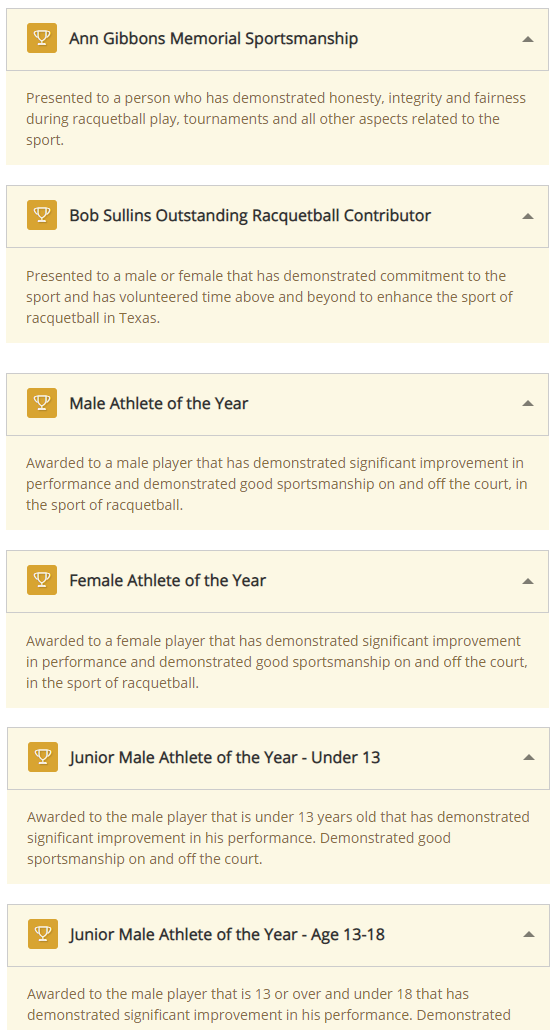 Ann Gibbons Memorial Sportsmanship
Presented to a person who has demonstrated honesty, integrity and fairness
during racquetball play, tournaments and all other aspects related to the
sport.
Bob Sullins Outstanding Racquetball Contributor
Presented to a male or female that has demonstrated commitment to the
sport and has volunteered time above and beyond to enhance the sport of
racquetball in Texas.
Male Athlete of the Year
Awarded to a male player that has demonstrated significant improvement in
performance and demonstrated good sportsmanship on and off the court, in
the sport of racquetball.
Female Athlete of the Year
Awarded to a female player that has demonstrated significant improvement
in performance and demonstrated good sportsmanship on and off the court,
in the sport of racquetball.
Junior Male Athlete of the Year - Under 13
Awarded to the male player that is under 13 years old that has demonstrated
significant improvement in his performance. Demonstrated good
sportsmanship on and off the court.
Junior Male Athlete of the Year - Age 13-18
Awarded to the male player that is 13 or over and under 18 that has
demonstrated significant improvement in his performance. Demonstrated